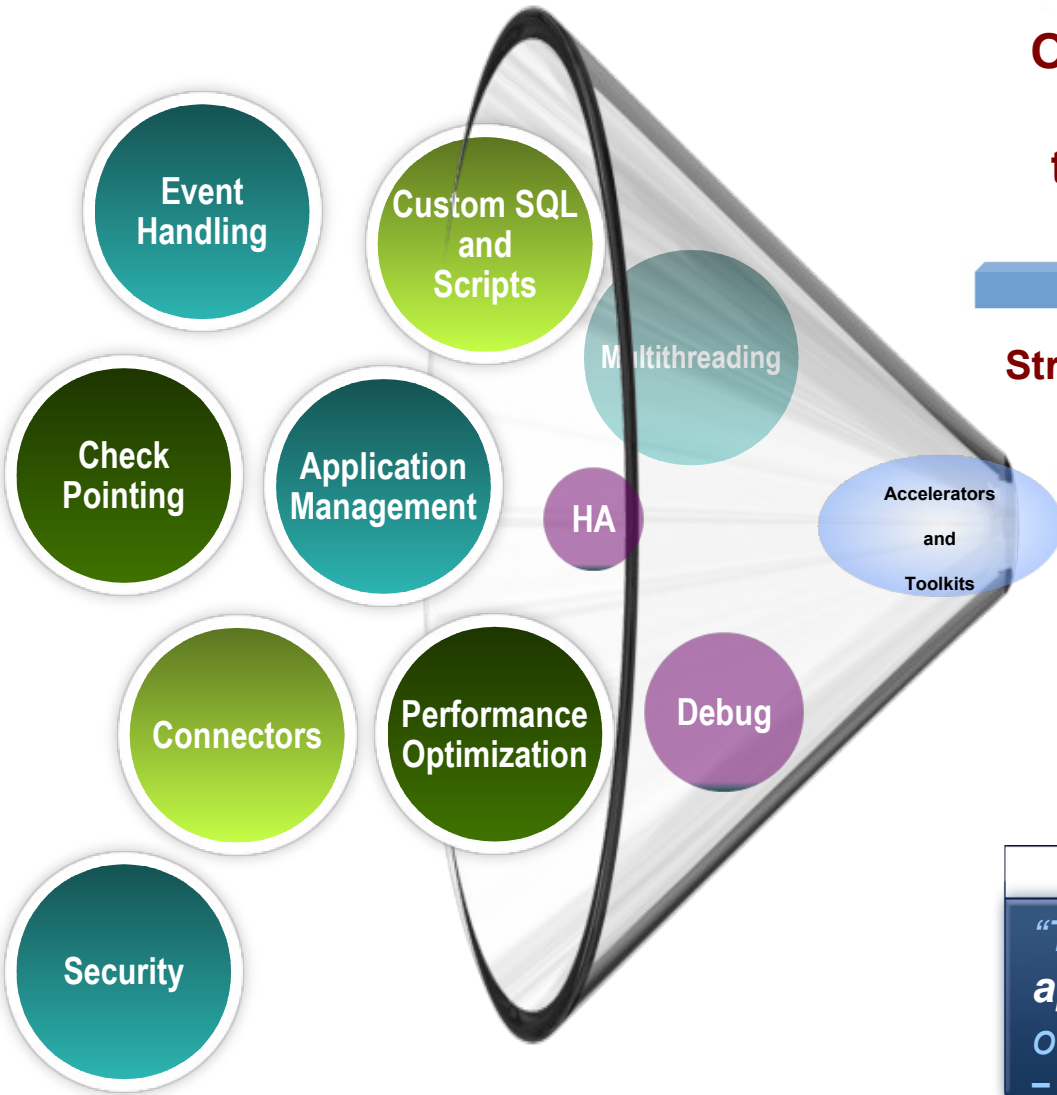 Event
Handling
Custom SQL
and
Scripts
Multithreading
Check
Pointing
Application
Management
HA
Accelerators
and
Toolkits
Connectors
Performance
Optimization
Debug
Security